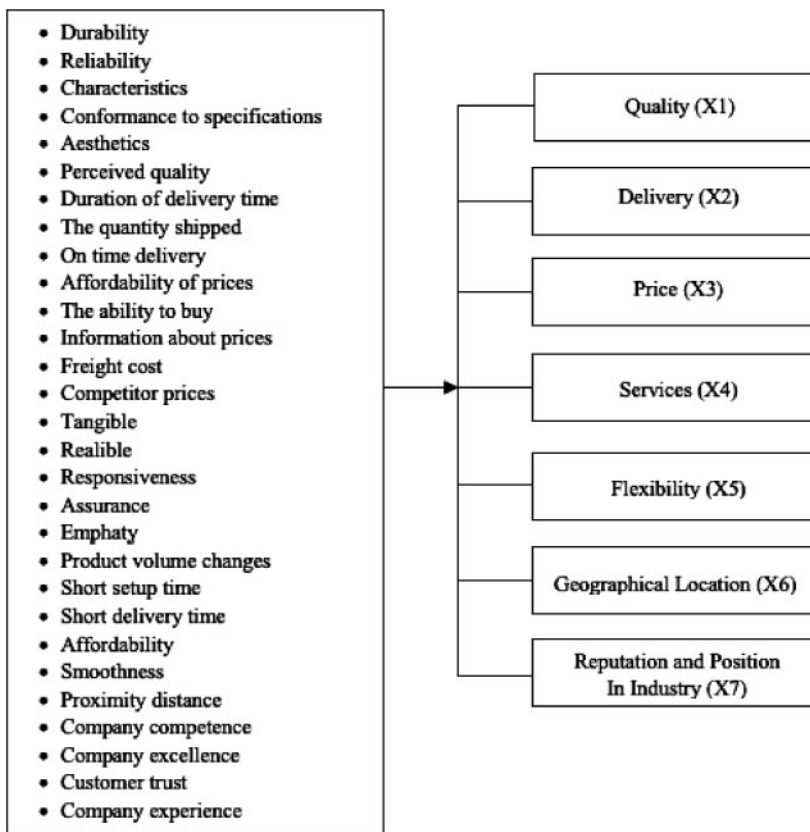 • Durability
• Reliability
• Characteristics
• Conformance to specifications
• Aesthetics
• Perceived quality
• Duration of delivery time
• The quantity shipped
• On time delivery
• Affordability of prices
• The ability to buy
• Information about prices
• Freight cost
• Competitor prices
• Tangible
• Realible
• Responsiveness
• Assurance
• Emphaty
• Product volume changes
• Short setup time
• Short delivery time
• Affordability
• Smoothness
• Proximity distance
• Company competence
• Company excellence
• Customer trust
• Company experience
Quality (X1)
Delivery (X2)
Price (X3)
Services (X4)
Flexibility (X5)
Geographical Location (X6)
Reputation and Position
In Industry (X7)